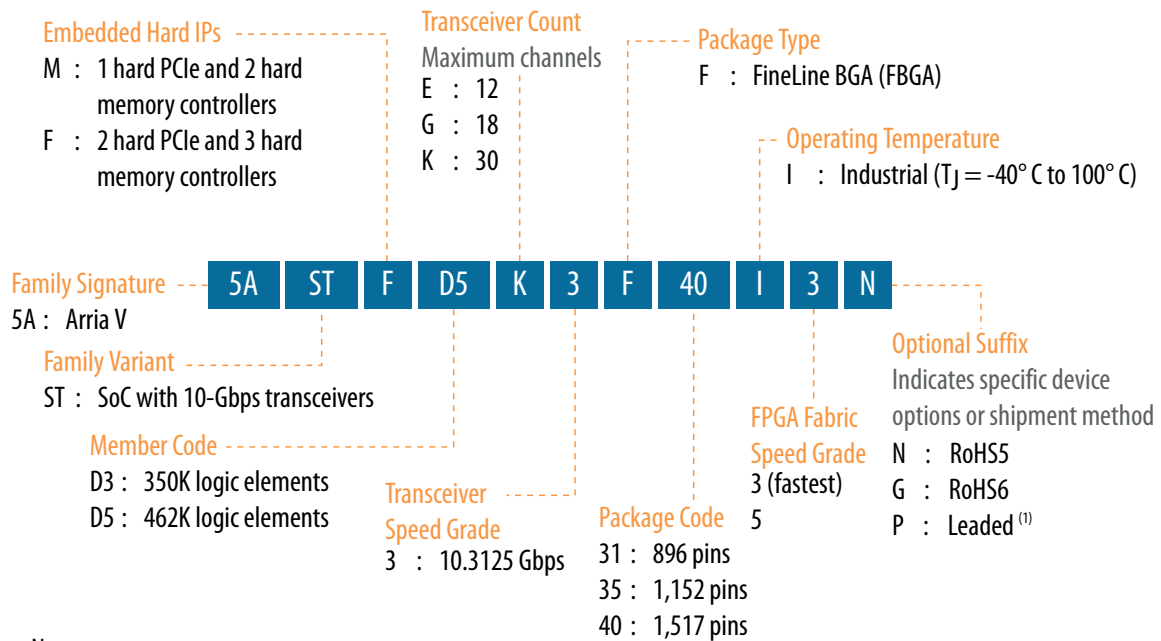 Embedded Hard IPs
M : 1 hard PCIe and 2 hard
memory controllers
F : 2 hard PCIe and 3 hard
memory controllers
Transceiver Count
Maximum channels
E : 12
G : 18
K : 30
Package Type
F : FineLine BGA (FBGA)
Operating Temperature
I : Industrial (TJ = -40° C to 100° C)
Family Signature
5A : Arria V
5A ST F D5 K 3 F 40 I 3 N
Family Variant
ST : SoC with 10-Gbps transceivers
Member Code
D3 : 350K logic elements
D5 : 462K logic elements
Transceiver
Speed Grade
3 : 10.3125 Gbps
Package Code
31 : 896 pins
35 : 1,152 pins
40 : 1,517 pins
FPGA Fabric
Speed Grade
3 (fastest)
5
Optional Suffix
Indicates specific device
options or shipment method
N : RoHS5
G : RoHS6
P : Leaded (1)